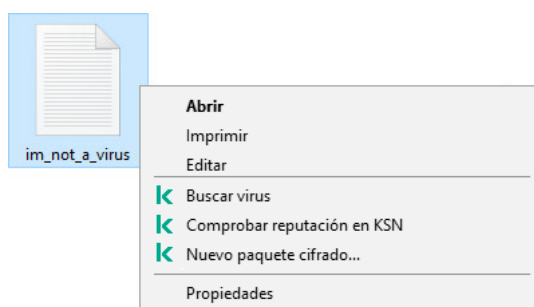 im_not_a_virus
Abrir
Imprimir
Editar
Buscar virus
Comprobar reputación en KSN
Nuevo paquete cifrado...
Propiedades